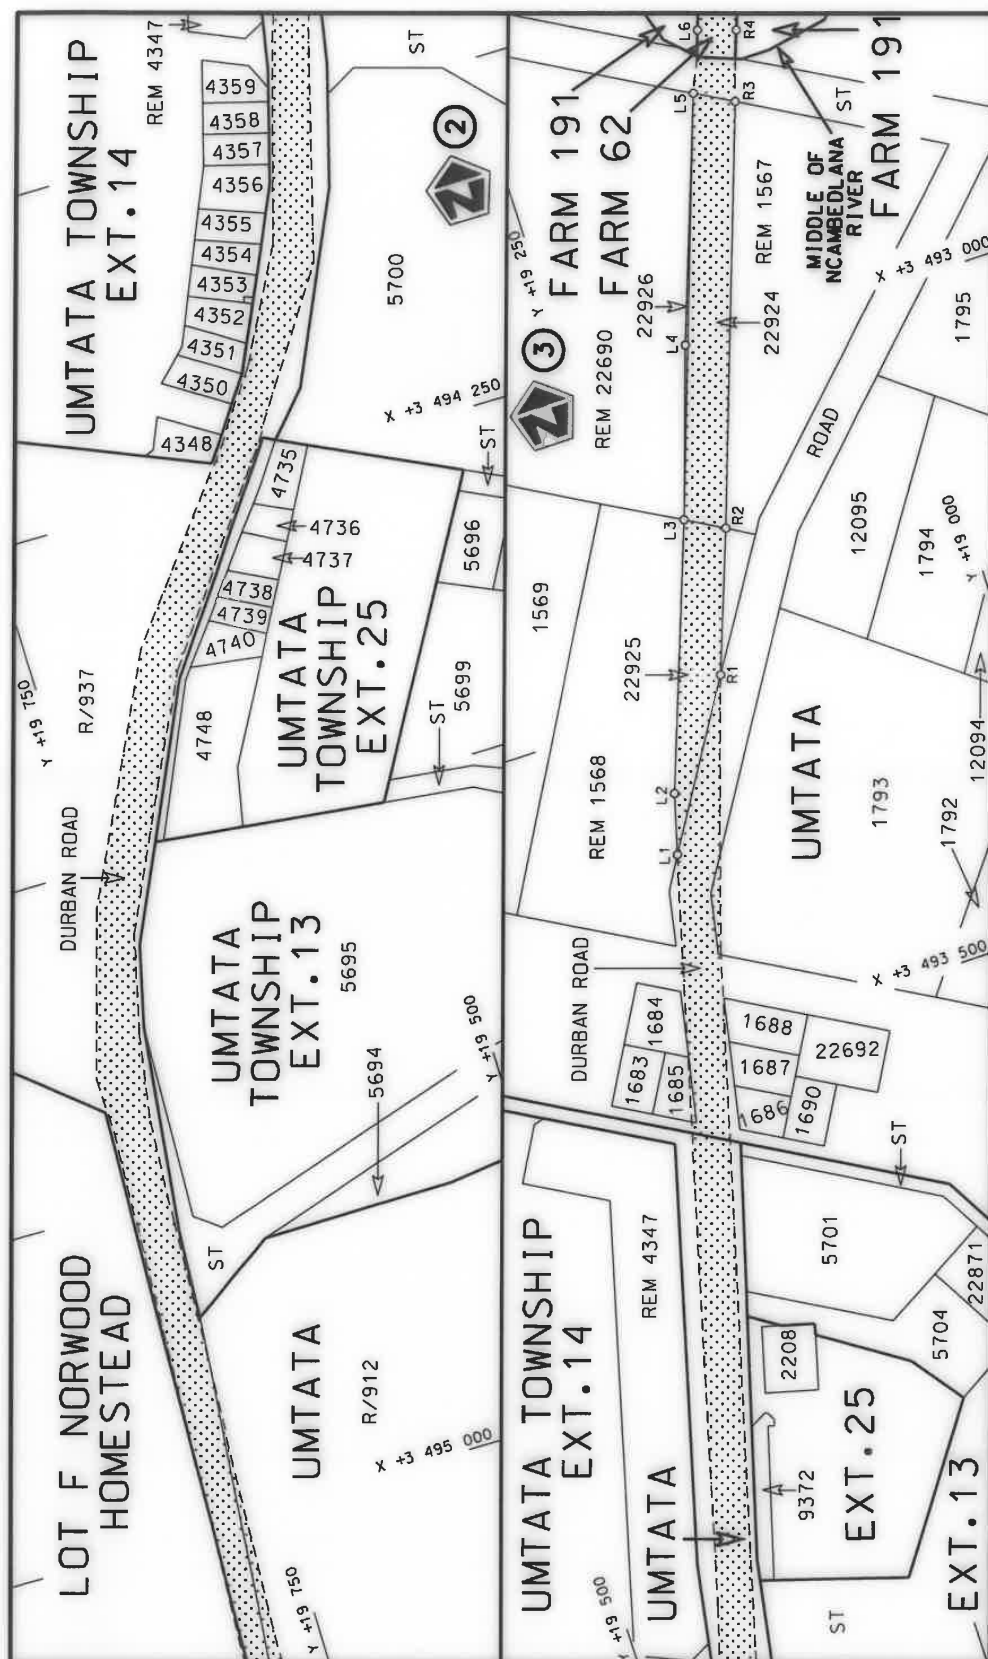 LOT F NORWOOD
HOMESTEAD
DURBAN ROAD
R/937
Y +19 750
UMTATA TOWNSHIP
EXT.14
REM 4347
4348
4350
4351
4352
4353
4354
4355
4356
4357
4358
4359
ST
2
5700
X +3 494 250
4735
4736
4737
4738
4739
4740
4748
UMTATA
TOWNSHIP
EXT.25
5696
ST
5699
ST
UMTATA
TOWNSHIP
EXT.13
5695
5694
Y +19 500
ST
UMTATA
R/912
X +3 495 000
Y +19 750
UMTATA TOWNSHIP
EXT.14
REM 4347
UMTATA
Y +19 500
DURBAN ROAD
1683
1684
1685
1686
1687
1688
1690
22692
ST
5701
22871
5704
2208
9372
EXT.25
EXT.13
ST
REM 1568
1569
22925
L1
L2
L3
L4
L5
L6
R1
R2
R3
R4
REM 22690
3
22926
Y +19 250
FARM 191
FARM 62
22924
REM 1567
MIDDLE OF
NCAMBEDLANA
RIVER
ST
FARM 191
X +3 493 000
ROAD
1795
12095
1794
Y +19 000
12094
UMTATA
1793
1792
X +3 493 500